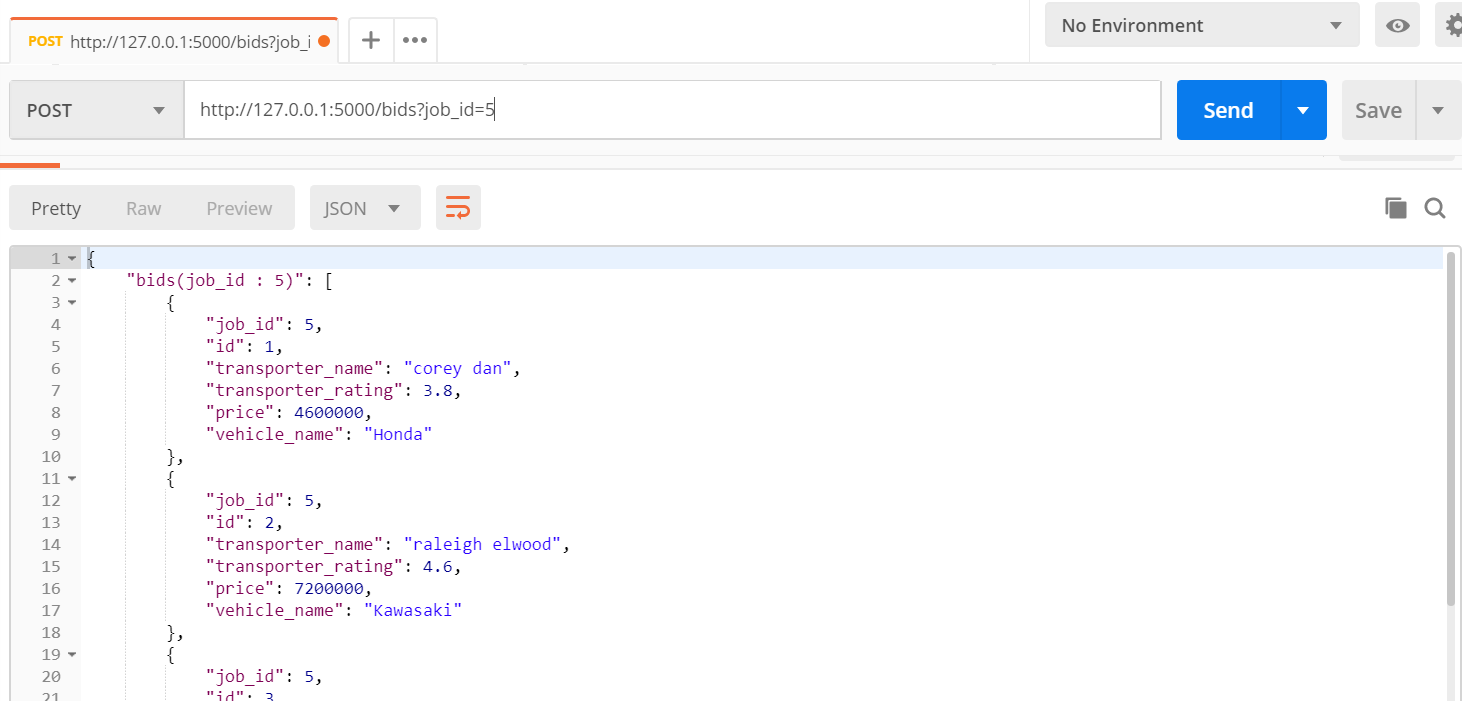 POST http://127.0.0.1:5000/bids?job_i
No Environment
POST http://127.0.0.1:5000/bids?job_id=5 Send Save
Pretty Raw Preview JSON
1 {
2 "bids(job_id : 5)": [
3 {
4 "job_id": 5,
5 "id": 1,
6 "transporter_name": "corey dan",
7 "transporter_rating": 3.8,
8 "price": 4600000,
9 "vehicle_name": "Honda"
10 },
11 {
12 "job_id": 5,
13 "id": 2,
14 "transporter_name": "raleigh elwood",
15 "transporter_rating": 4.6,
16 "price": 7200000,
17 "vehicle_name": "Kawasaki"
18 },
19 {
20 "job_id": 5,
21 "id": 3